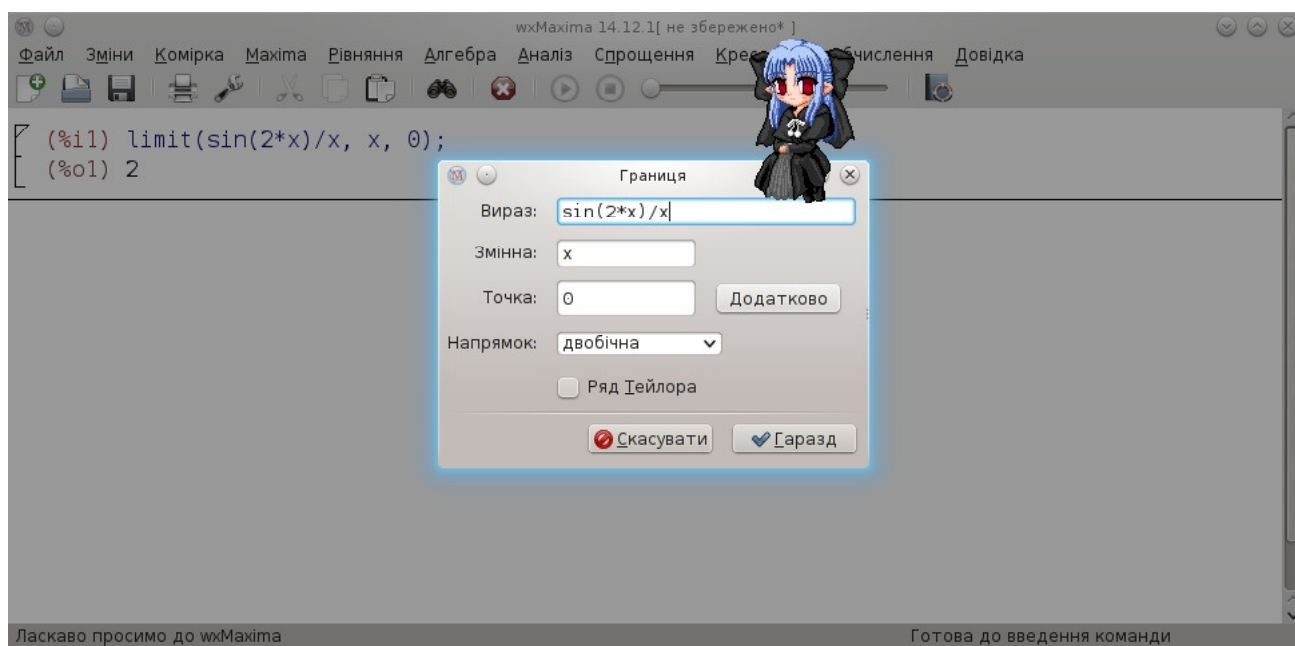 wxMaxima 14.12.1[ не збережено* ]
Файл Зміни Комірка Maxima Рівняння Алгебра Аналіз Спрощення Довідка
(%i1) limit(sin(2*x)/x, x, 0);
(%o1) 2
Границя
Вираз: sin(2*x)/x
Змінна: x
Точка: 0 Додатково
Напрямок: двобічна
Ряд Тейлора
Скасувати Гаразд
Ласкаво просимо до wxMaxima Готова до введення команди